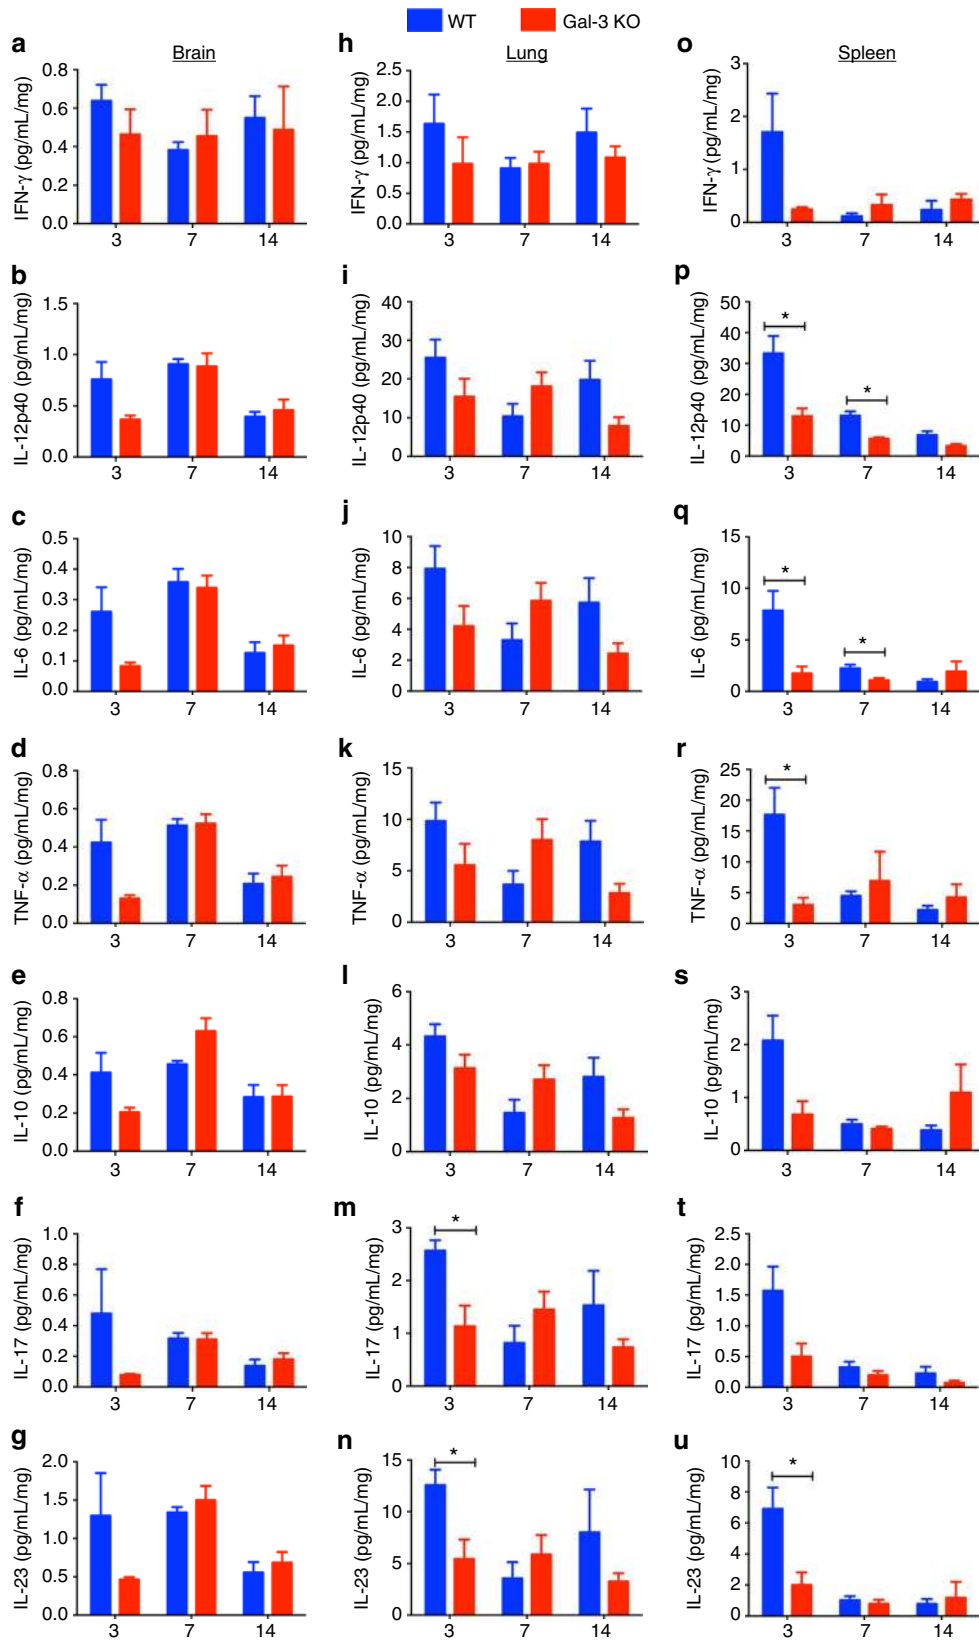 WT Gal-3 KO
a Brain
IFN-γ (pg/mL/mg)
0.8
0.6
0.4
0.2
0.0
3 7 14
h Lung
IFN-γ (pg/mL/mg)
2.5
2.0
1.5
1.0
0.5
0.0
3 7 14
o Spleen
IFN-γ (pg/mL/mg)
3
2
1
0
3 7 14
b
IL-12p40 (pg/mL/mg)
1.5
1.0
0.5
0.0
3 7 14
i
IL-12p40 (pg/mL/mg)
40
30
20
10
0
3 7 14
p
IL-12p40 (pg/mL/mg)
50
40
30
20
10
0
* *
3 7 14
c
IL-6 (pg/mL/mg)
0.5
0.4
0.3
0.2
0.1
0.0
3 7 14
j
IL-6 (pg/mL/mg)
10
8
6
4
2
0
3 7 14
q
IL-6 (pg/mL/mg)
15
10
5
0
* *
3 7 14
d
TNF-α (pg/mL/mg)
0.8
0.6
0.4
0.2
0.0
3 7 14
k
TNF-α (pg/mL/mg)
15
10
5
0
3 7 14
r
TNF-α (pg/mL/mg)
25
20
15
10
5
0
*
3 7 14
e
IL-10 (pg/mL/mg)
0.8
0.6
0.4
0.2
0.0
3 7 14
l
IL-10 (pg/mL/mg)
6
4
2
0
3 7 14
s
IL-10 (pg/mL/mg)
3
2
1
0
3 7 14
f
IL-17 (pg/mL/mg)
1.0
0.8
0.6
0.4
0.2
0.0
3 7 14
m
IL-17 (pg/mL/mg)
3
2
1
0
*
3 7 14
t
IL-17 (pg/mL/mg)
2.5
2.0
1.5
1.0
0.5
0.0
3 7 14
g
IL-23 (pg/mL/mg)
2.0
1.5
1.0
0.5
0.0
3 7 14
n
IL-23 (pg/mL/mg)
15
10
5
0
*
3 7 14
u
IL-23 (pg/mL/mg)
10
8
6
4
2
0
*
3 7 14